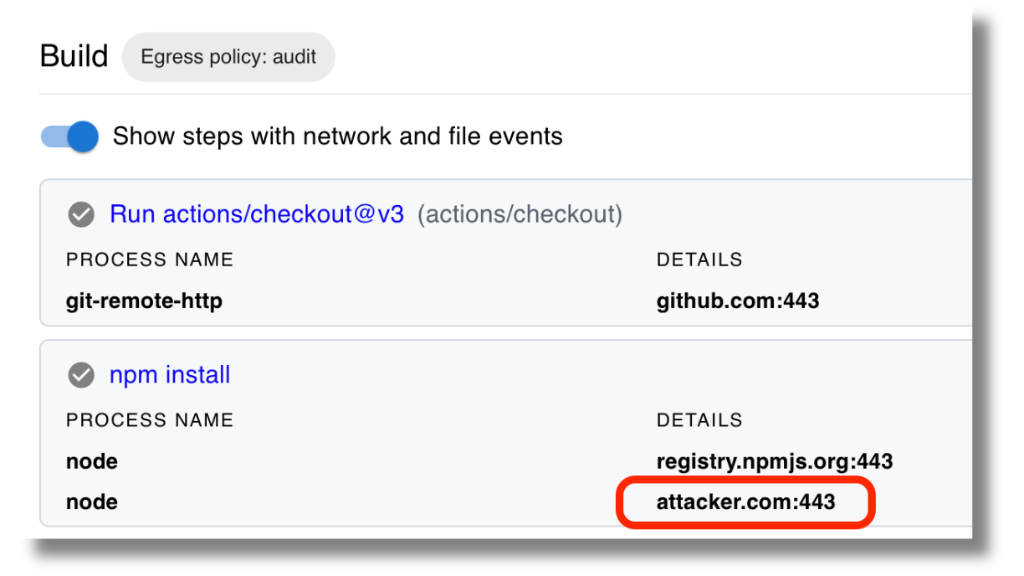 Build Egress policy: audit
Show steps with network and file events
Run actions/checkout@v3 (actions/checkout)
PROCESS NAME DETAILS
git-remote-http github.com:443
npm install
PROCESS NAME DETAILS
node registry.npmjs.org:443
node attacker.com:443